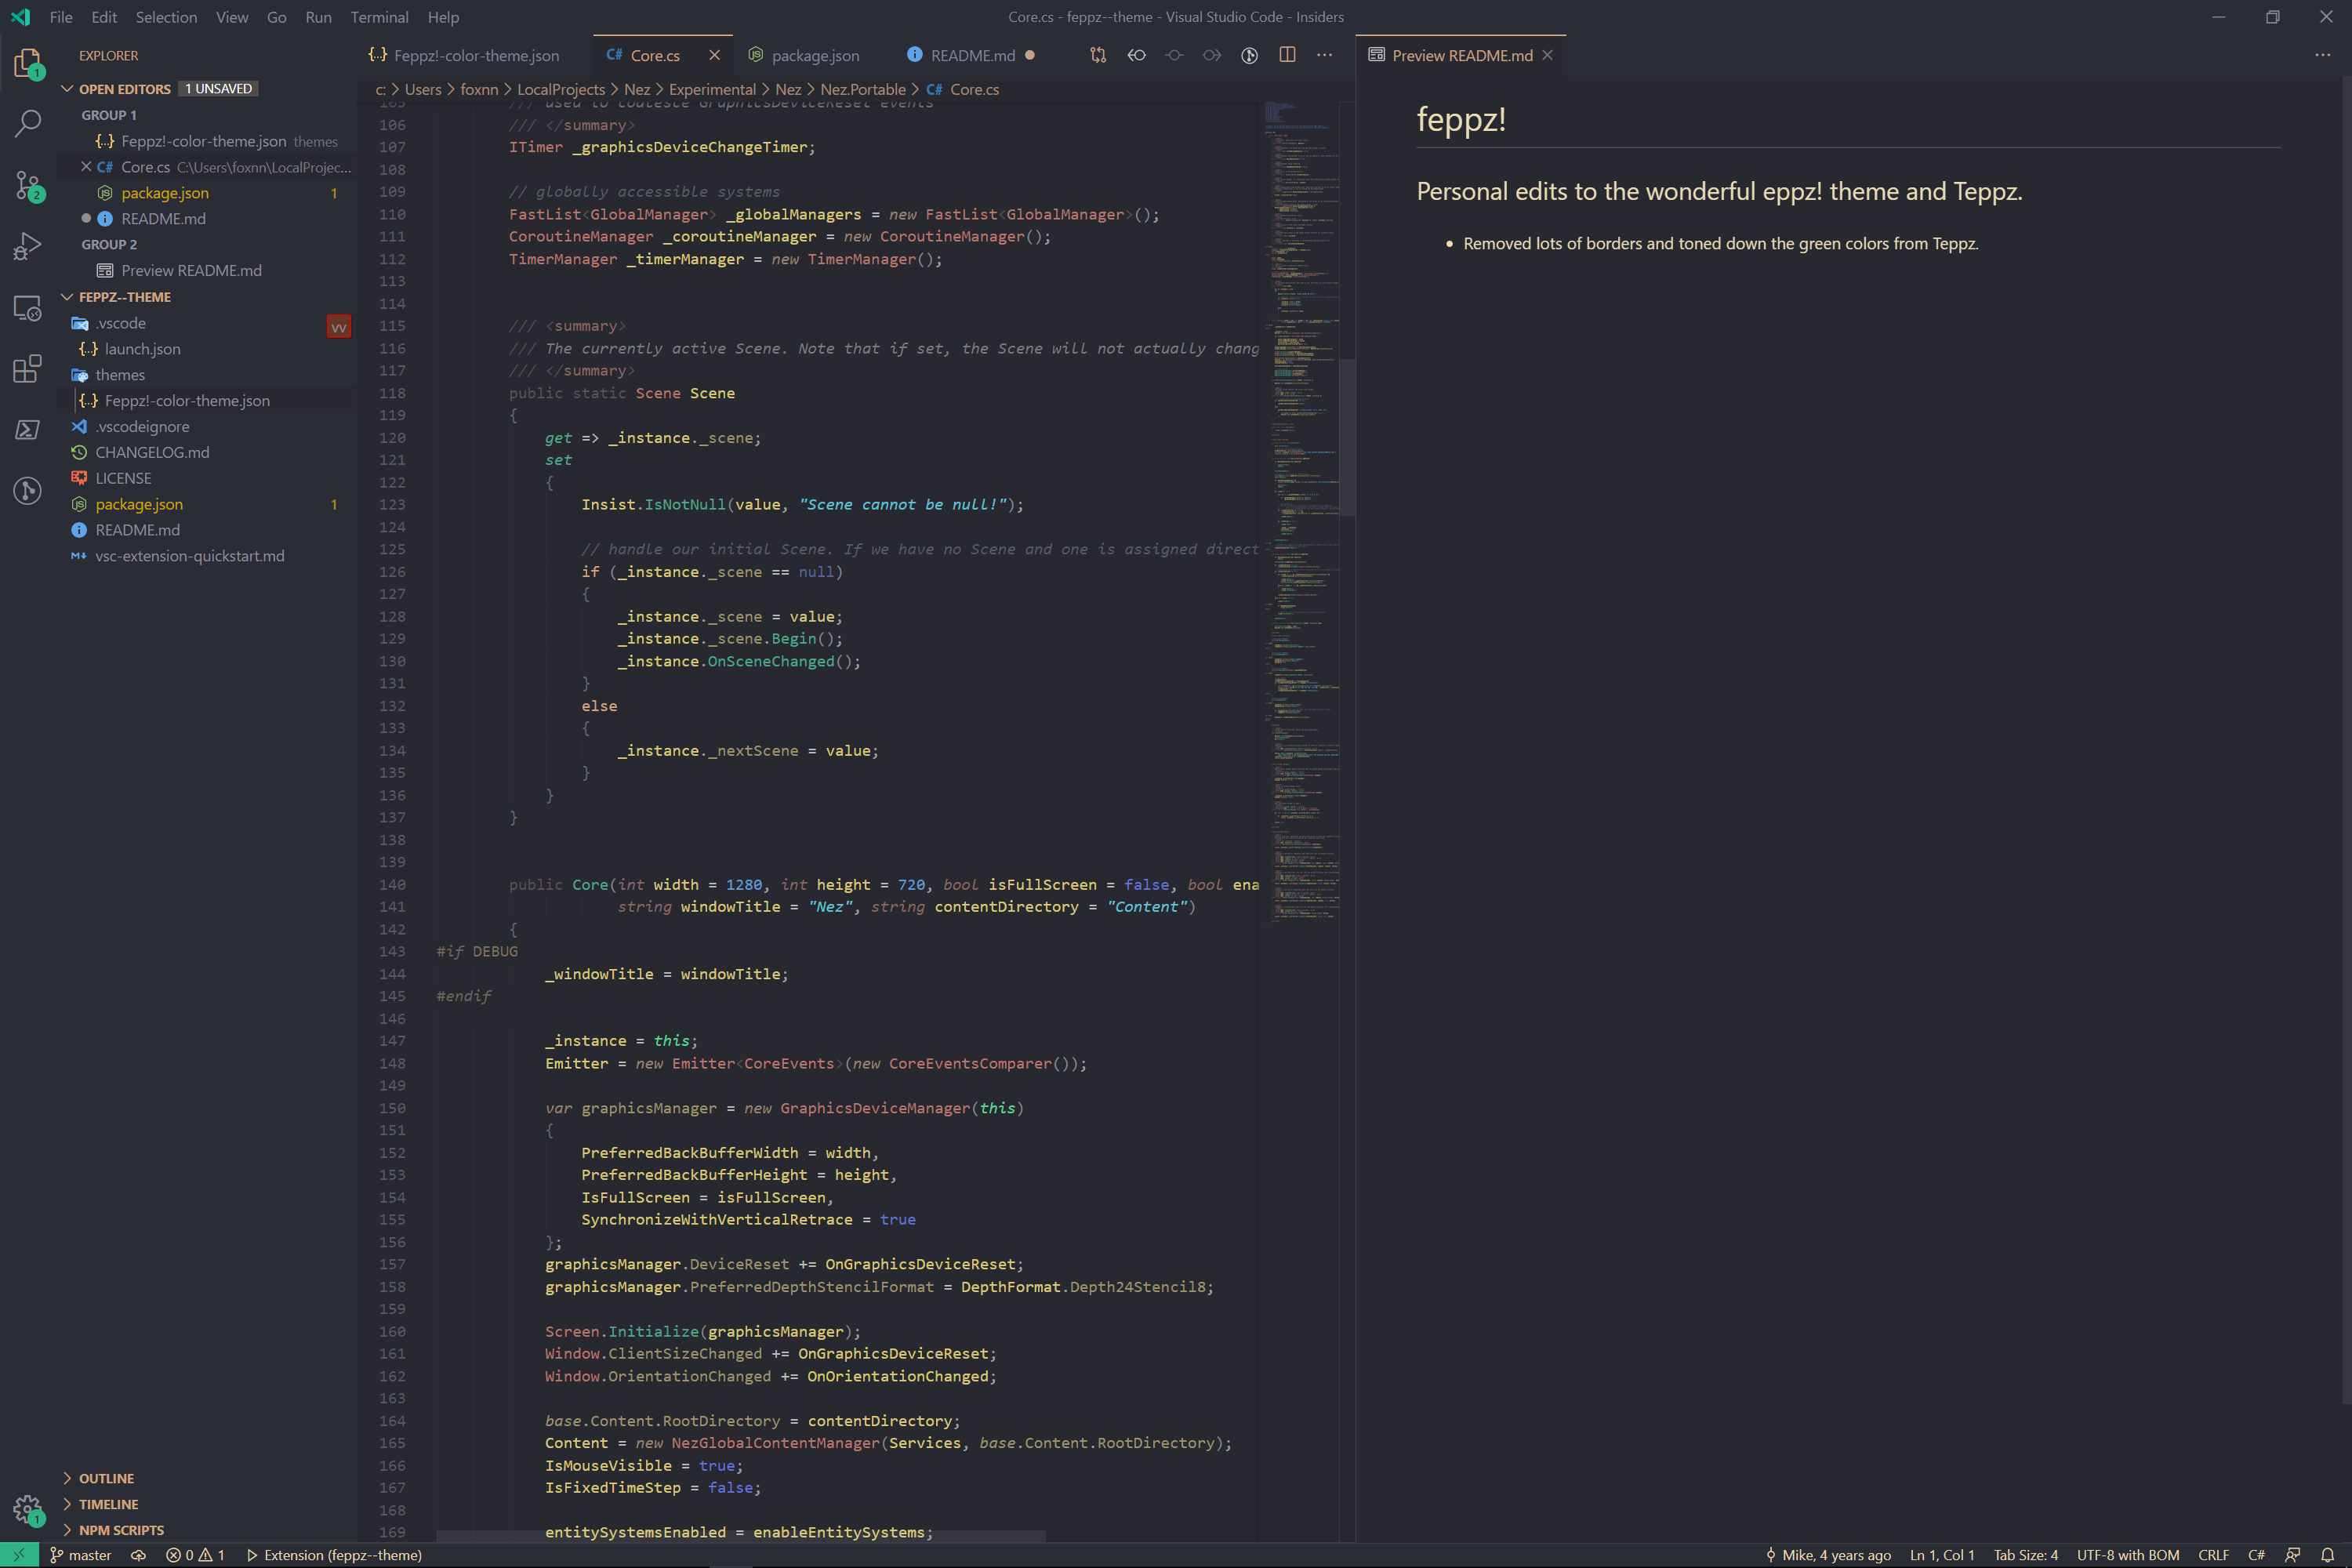 File Edit Selection View Go Run Terminal Help
Core.cs - feppz--theme - Visual Studio Code - Insiders
EXPLORER
OPEN EDITORS 1 UNSAVED
GROUP 1
{..} Feppz!-color-theme.json themes
C# Core.cs C:\Users\foxnn\LocalProjec...
package.json 1
README.md
GROUP 2
Preview README.md
FEPPZ--THEME
.vscode
{..} launch.json
themes
{..} Feppz!-color-theme.json
.vscodeignore
CHANGELOG.md
LICENSE
package.json 1
README.md
vsc-extension-quickstart.md
OUTLINE
TIMELINE
NPM SCRIPTS
1
2
1
{..} Feppz!-color-theme.json C# Core.cs package.json README.md
c: > Users > foxnn > LocalProjects > Nez > Experimental > Nez > Nez.Portable > C# Core.cs
105 /// used to coalesce GraphicsDeviceReset events
106 /// </summary>
107 ITimer _graphicsDeviceChangeTimer;
108
109 // globally accessible systems
110 FastList<GlobalManager> _globalManagers = new FastList<GlobalManager>();
111 CoroutineManager _coroutineManager = new CoroutineManager();
112 TimerManager _timerManager = new TimerManager();
113
114
115 /// <summary>
116 /// The currently active Scene. Note that if set, the Scene will not actually chang
117 /// </summary>
118 public static Scene Scene
119 {
120 get => _instance._scene;
121 set
122 {
123 Insist.IsNotNull(value, "Scene cannot be null!");
124
125 // handle our initial Scene. If we have no Scene and one is assigned direct
126 if (_instance._scene == null)
127 {
128 _instance._scene = value;
129 _instance._scene.Begin();
130 _instance.OnSceneChanged();
131 }
132 else
133 {
134 _instance._nextScene = value;
135 }
136 }
137 }
138
139
140 public Core(int width = 1280, int height = 720, bool isFullScreen = false, bool ena
141 string windowTitle = "Nez", string contentDirectory = "Content")
142 {
143 #if DEBUG
144 _windowTitle = windowTitle;
145 #endif
146
147 _instance = this;
148 Emitter = new Emitter<CoreEvents>(new CoreEventsComparer());
149
150 var graphicsManager = new GraphicsDeviceManager(this)
151 {
152 PreferredBackBufferWidth = width,
153 PreferredBackBufferHeight = height,
154 IsFullScreen = isFullScreen,
155 SynchronizeWithVerticalRetrace = true
156 };
157 graphicsManager.DeviceReset += OnGraphicsDeviceReset;
158 graphicsManager.PreferredDepthStencilFormat = DepthFormat.Depth24Stencil8;
159
160 Screen.Initialize(graphicsManager);
161 Window.ClientSizeChanged += OnGraphicsDeviceReset;
162 Window.OrientationChanged += OnOrientationChanged;
163
164 base.Content.RootDirectory = contentDirectory;
165 Content = new NezGlobalContentManager(Services, base.Content.RootDirectory);
166 IsMouseVisible = true;
167 IsFixedTimeStep = false;
168
169 entitySystemsEnabled = enableEntitySystems;
Preview README.md
feppz!
Personal edits to the wonderful eppz! theme and Teppz.
• Removed lots of borders and toned down the green colors from Teppz.
master 0 1 Extension (feppz--theme)
Mike, 4 years ago Ln 1, Col 1 Tab Size: 4 UTF-8 with BOM CRLF C#